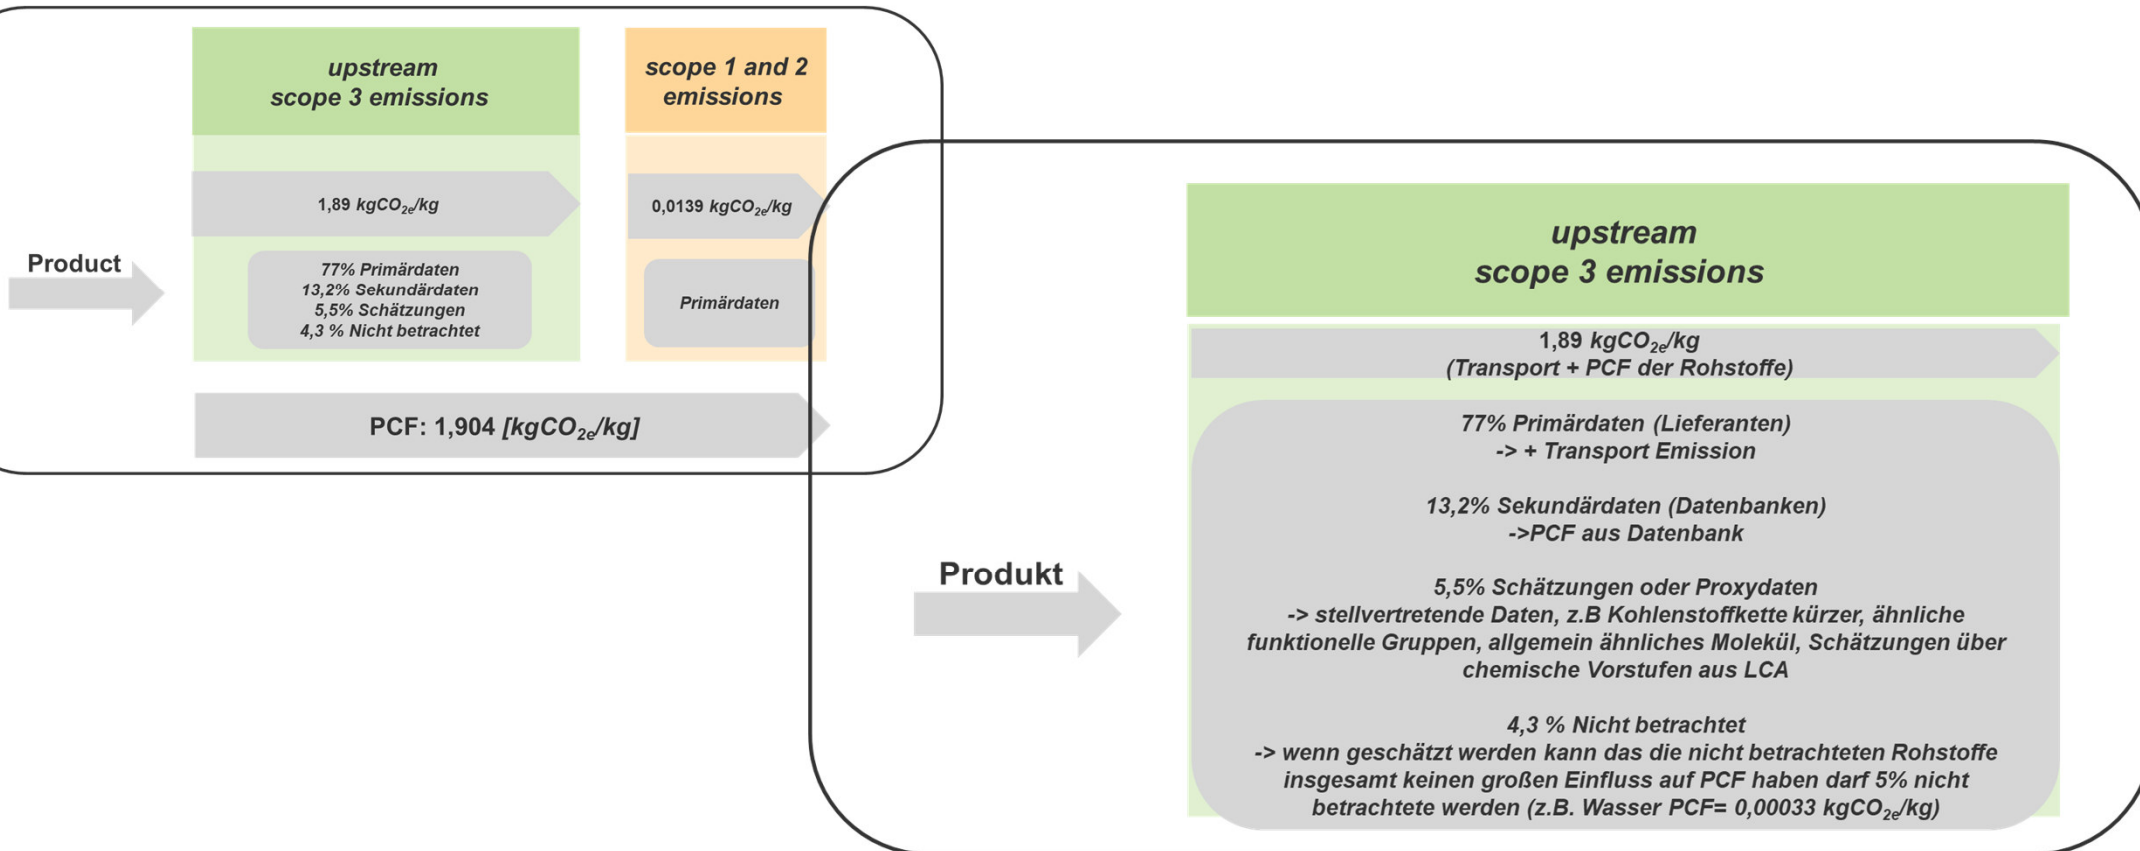 upstream
scope 3 emissions
scope 1 and 2
emissions
1,89 kgCO2e/kg
0,0139 kgCO2e/kg
Product
77% Primärdaten
13,2% Sekundärdaten
5,5% Schätzungen
4,3 % Nicht betrachtet
Primärdaten
PCF: 1,904 [kgCO2e/kg]
upstream
scope 3 emissions
1,89 kgCO2e/kg
(Transport + PCF der Rohstoffe)
Produkt
77% Primärdaten (Lieferanten)
-> + Transport Emission
13,2% Sekundärdaten (Datenbanken)
->PCF aus Datenbank
5,5% Schätzungen oder Proxydaten
-> stellvertretende Daten, z.B Kohlenstoffkette kürzer, ähnliche
funktionelle Gruppen, allgemein ähnliches Molekül, Schätzungen über
chemische Vorstufen aus LCA
4,3 % Nicht betrachtet
-> wenn geschätzt werden kann das die nicht betrachteten Rohstoffe
insgesamt keinen großen Einfluss auf PCF haben darf 5% nicht
betrachtete werden (z.B. Wasser PCF= 0,00033 kgCO2e/kg)